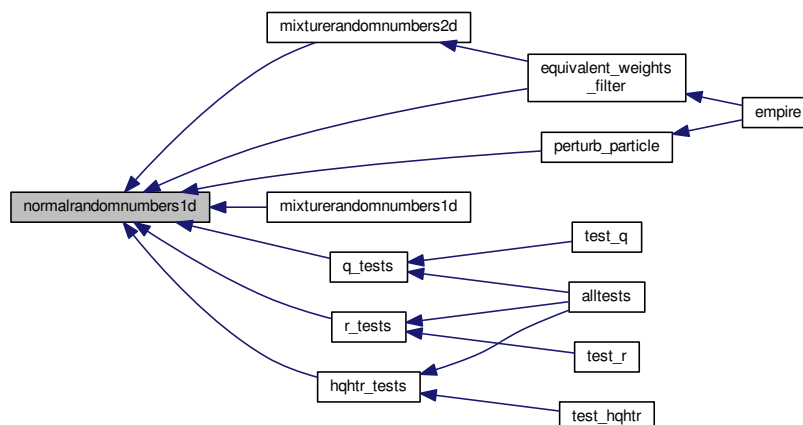 mixturerandomnumbers2d
equivalent_weights
_filter
empire
perturb_particle
normalrandomnumbers1d
mixturerandomnumbers1d
test_q
q_tests
alltests
r_tests
test_r
hqhtr_tests
test_hqhtr